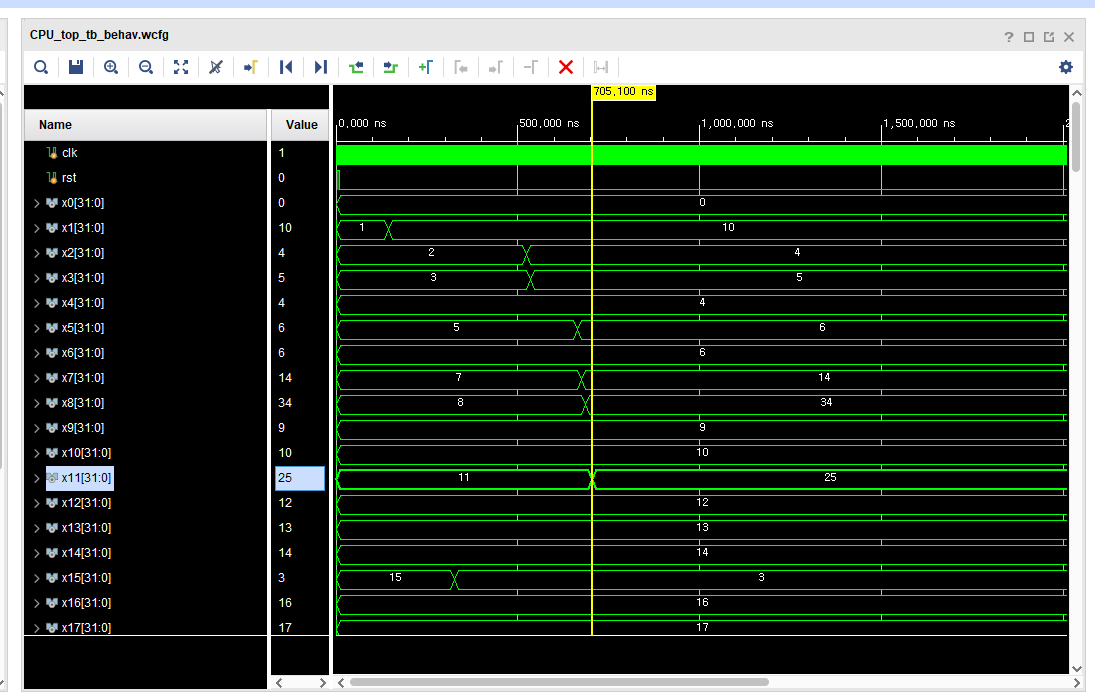 CPU_top_tb_behav.wcfg
705,100 ns
Name Value 0,000 ns 500,000 ns 1,000,000 ns 1,500,000 ns 2
clk 1
rst 0
x0[31:0] 0 0
x1[31:0] 10 1 10
x2[31:0] 4 2 4
x3[31:0] 5 3 5
x4[31:0] 4 4
x5[31:0] 6 5 6
x6[31:0] 6 6
x7[31:0] 14 7 14
x8[31:0] 34 8 34
x9[31:0] 9 9
x10[31:0] 10 10
x11[31:0] 25 11 25
x12[31:0] 12 12
x13[31:0] 13 13
x14[31:0] 14 14
x15[31:0] 3 15 3
x16[31:0] 16 16
x17[31:0] 17 17